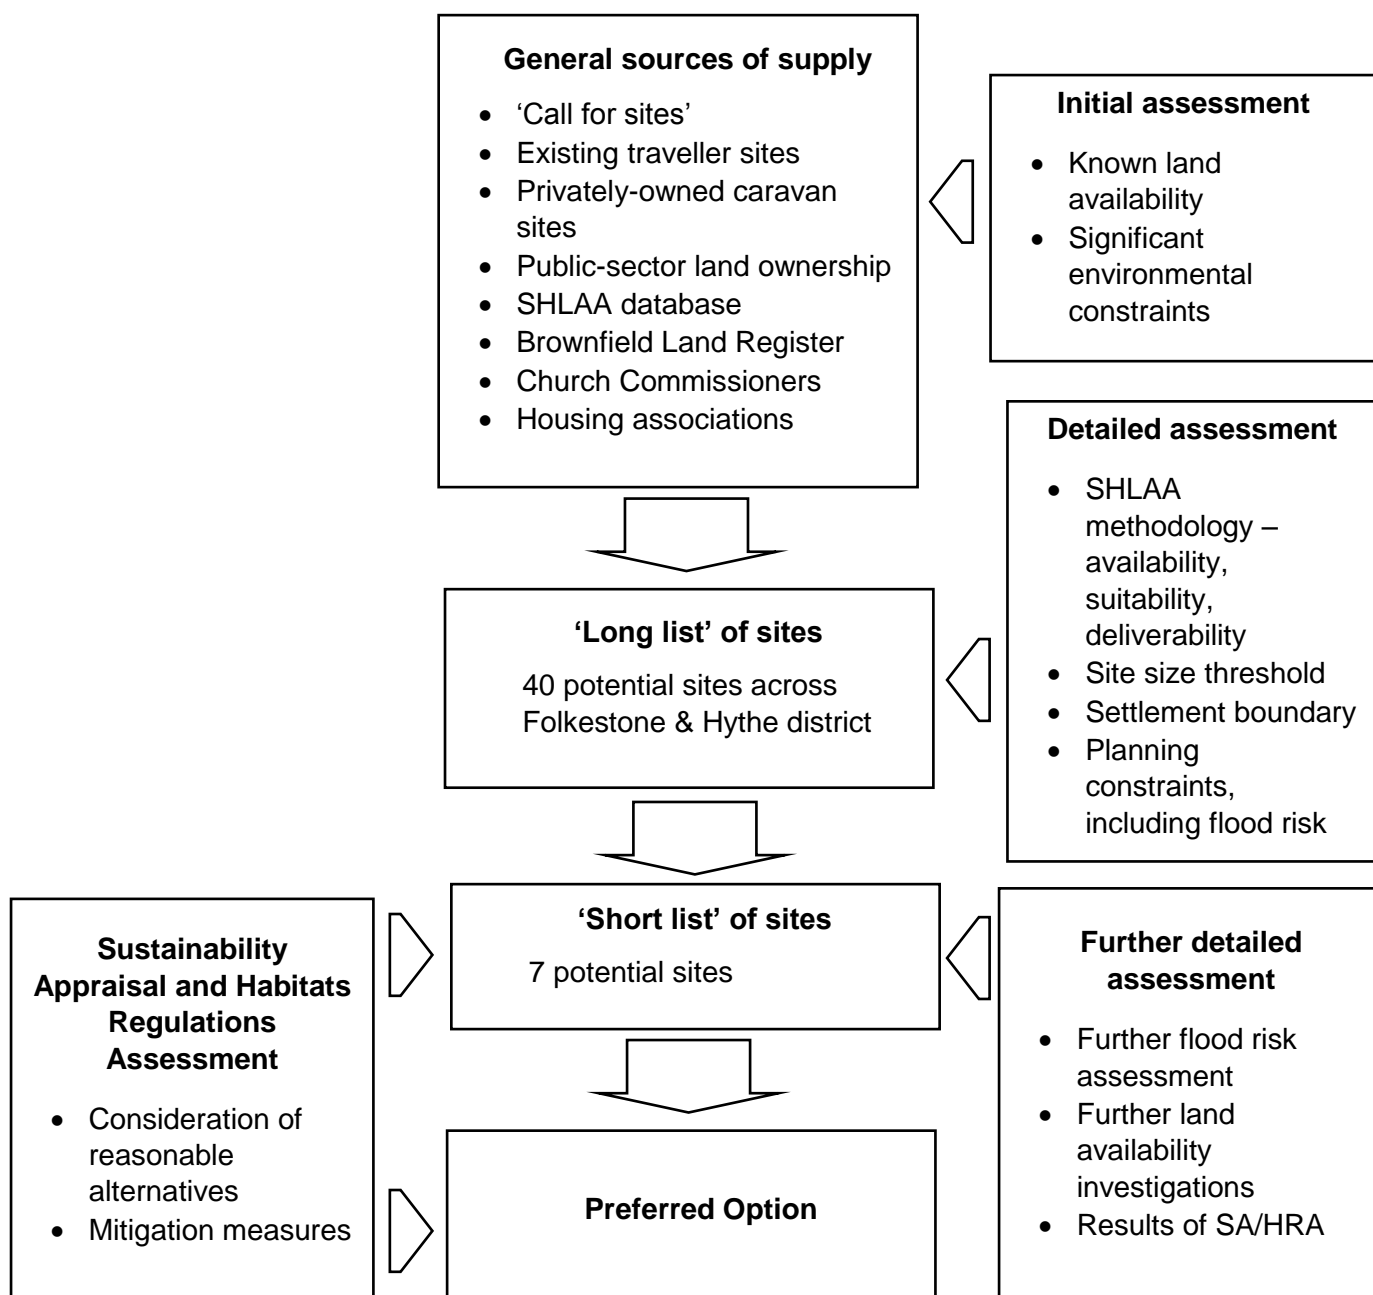 General sources of supply
• ‘Call for sites’
• Existing traveller sites
• Privately-owned caravan
sites
• Public-sector land ownership
• SHLAA database
• Brownfield Land Register
• Church Commissioners
• Housing associations
Initial assessment
• Known land
availability
• Significant
environmental
constraints
Detailed assessment
• SHLAA
methodology –
availability,
suitability,
deliverability
• Site size threshold
• Settlement boundary
• Planning
constraints,
including flood risk
‘Long list’ of sites
40 potential sites across
Folkestone & Hythe district
‘Short list’ of sites
7 potential sites
Sustainability
Appraisal and Habitats
Regulations
Assessment
• Consideration of
reasonable
alternatives
• Mitigation measures
Further detailed
assessment
• Further flood risk
assessment
• Further land
availability
investigations
• Results of SA/HRA
Preferred Option